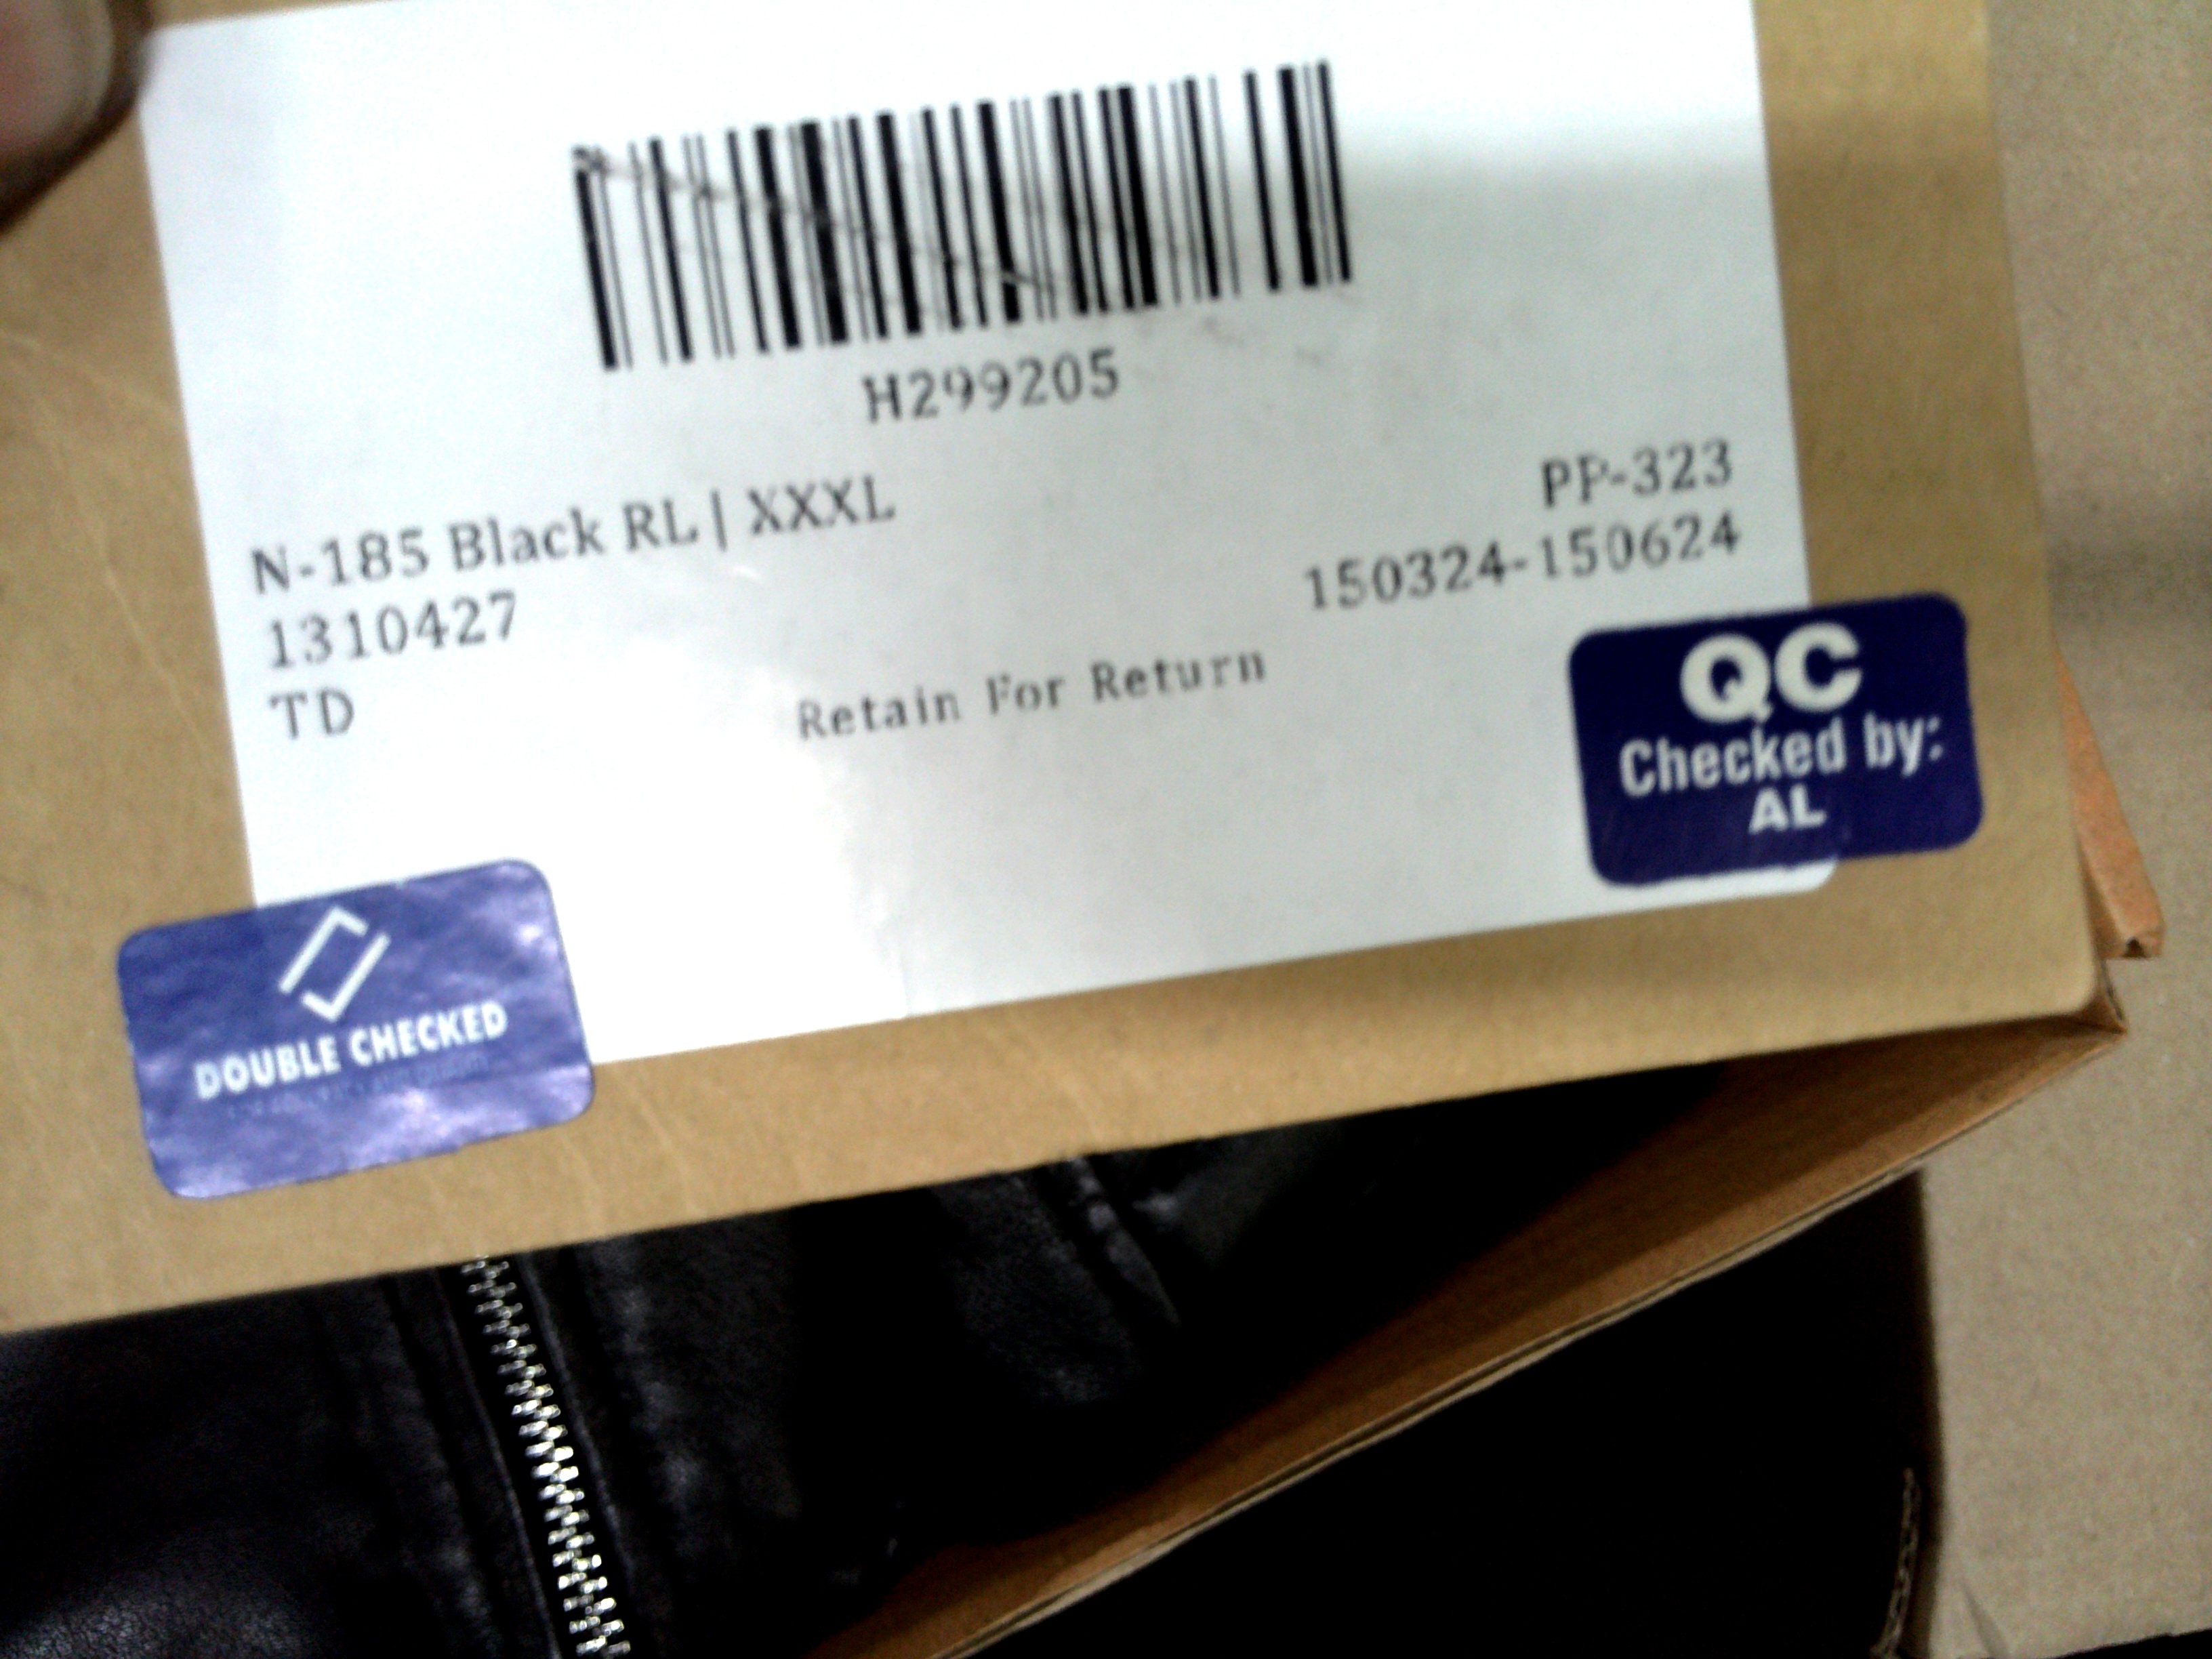 H299205
N-185 Black RL | XXXL
PP-323
1310427
150324-150624
TD
Retain For Return
QC
Checked by:
AL
DOUBLE CHECKED